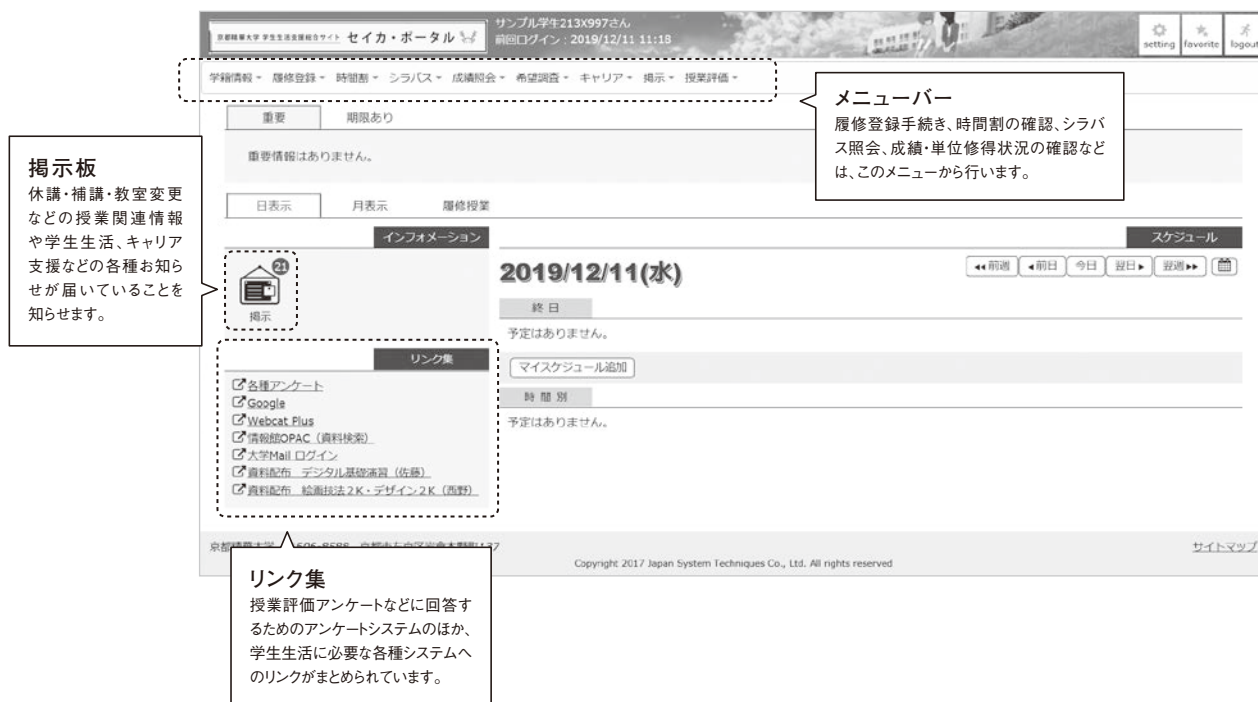 京都精華大学 学生生活支援総合サイト セイカ・ポータル
サンプル学生213X997さん
前回ログイン : 2019/12/11 11:18
setting favorite logout
学籍情報 履修登録 時間割 シラバス 成績照会 希望調査 キャリア 掲示 授業評価
メニューバー
履修登録手続き、時間割の確認、シラバ
ス照会、成績・単位修得状況の確認など
は、このメニューから行います。
重要 期限あり
重要情報はありません。
掲示板
休講・補講・教室変更
などの授業関連情報
や学生生活、キャリア
支援などの各種お知ら
せが届いていることを
知らせます。
日表示 月表示 履修授業
インフォメーション
スケジュール
21
掲示
2019/12/11(水)
前週 前日 今日 翌日 翌週
終日
予定はありません。
マイスケジュール追加
時間別
予定はありません。
リンク集
各種アンケート
Google
Webcat Plus
情報館OPAC（資料検索）
大学Mail ログイン
資料配布 デジタル基礎演習（佐藤）
資料配布 絵画技法２K・デザイン２K（西野）
サイトマップ
Copyright 2017 Japan System Techniques Co., Ltd. All rights reserved
リンク集
授業評価アンケートなどに回答す
るためのアンケートシステムのほか、
学生生活に必要な各種システムへ
のリンクがまとめられています。